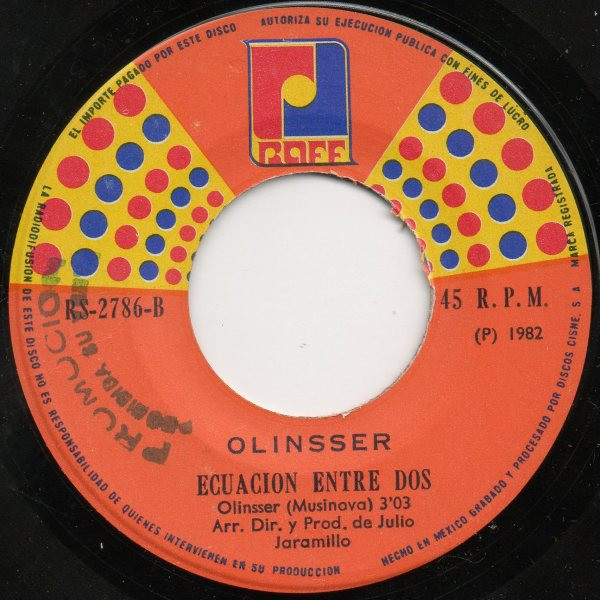 EL IMPORTE PAGADO POR ESTE DISCO AUTORIZA SU EJECUCION PUBLICA CON FINES DE LUCRO
RAFF
LA RADIODIFUSION DE ESTE DISCO NO ES RESPONSABILIDAD DE QUIENES INTERVIENEN EN SU PRODUCCION
MARCA REGISTRADA
HECHO EN MEXICO GRABADO Y PROCESADO POR DISCOS CISNE, S A
RS-2786-B
45 R.P.M.
(P) 1982
PROMOCION
OLINSSER
ECUACION ENTRE DOS
Olinsser (Musinova) 3'03
Arr. Dir. y Prod. de Julio
Jaramillo